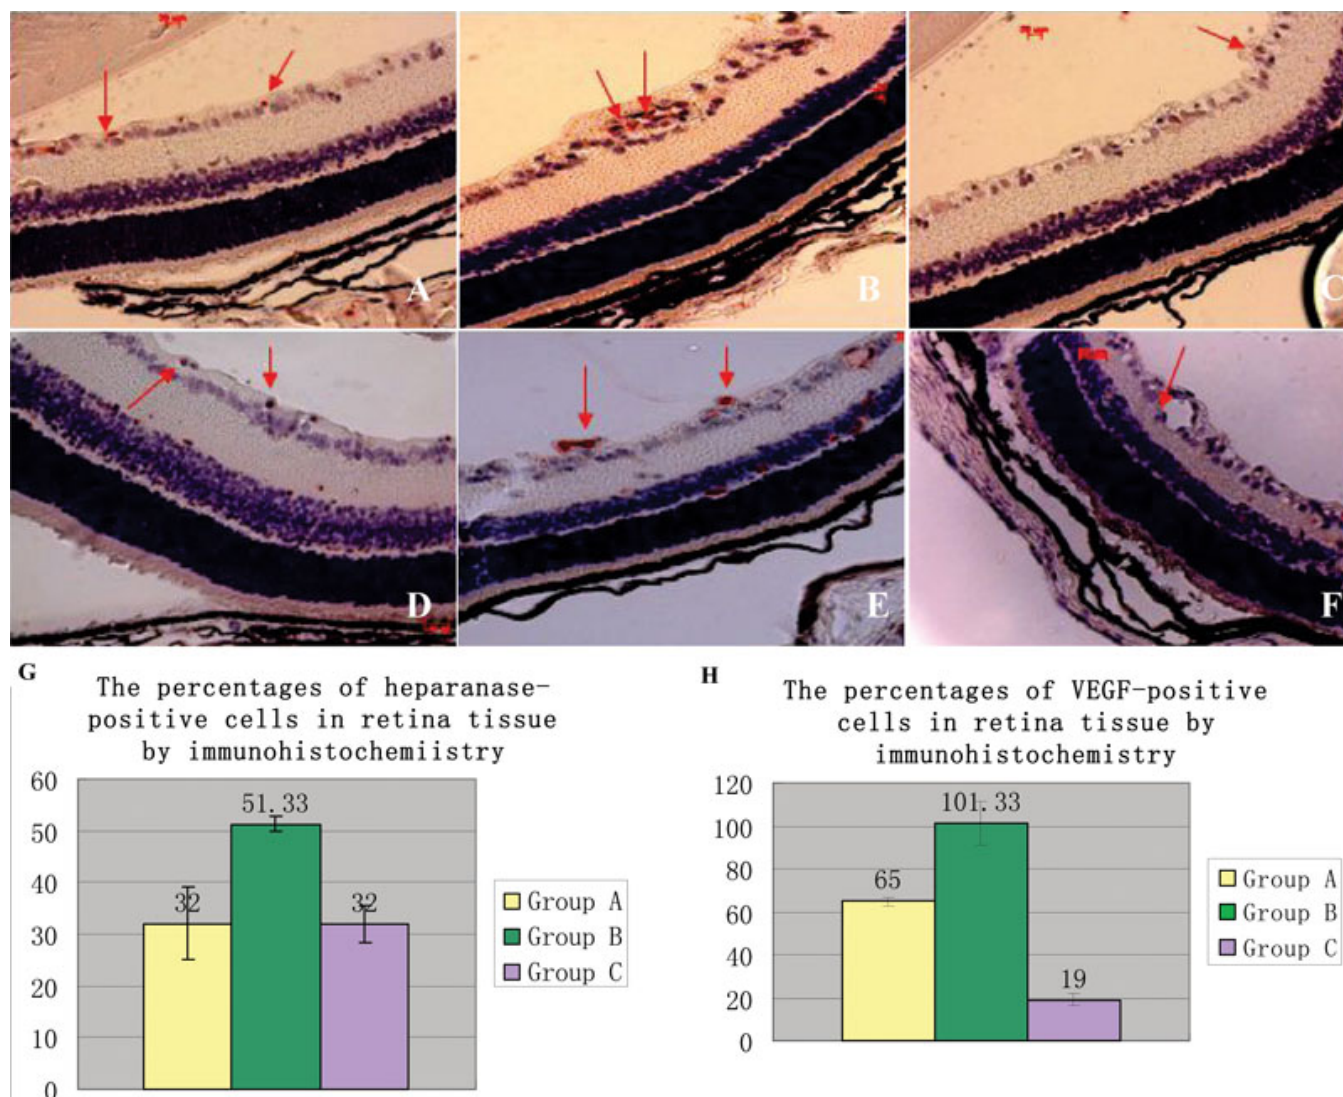 A
B
C
D
E
F
G
The percentages of heparanase-
positive cells in retina tissue
by immunohistochemiistry
60
50
40
30
20
10
0
32
51.33
32
Group A
Group B
Group C
H
The percentages of VEGF-positive
cells in retina tissue by
immunohistochemistry
120
100
80
60
40
20
0
65
101.33
19
Group A
Group B
Group C